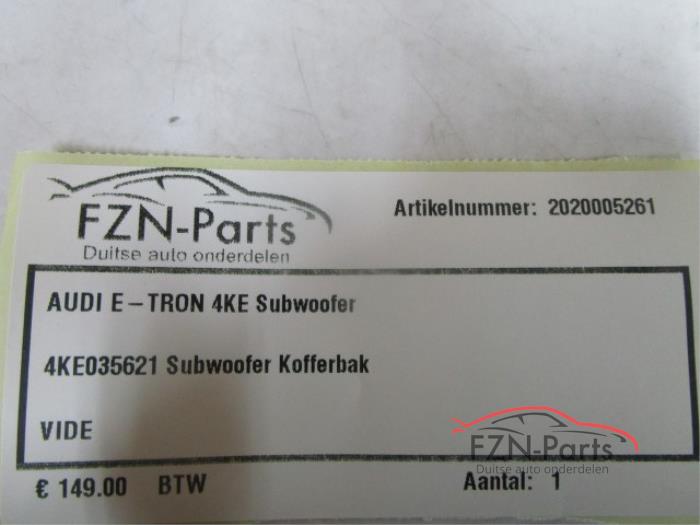 FZN-Parts
Duitse auto onderdelen
Artikelnummer: 2020005261
AUDI E-TRON 4KE Subwoofer
4KE035621 Subwoofer Kofferbak
VIDE
FZN-Parts
Duitse auto onderdelen
€ 149.00 BTW Aantal: 1